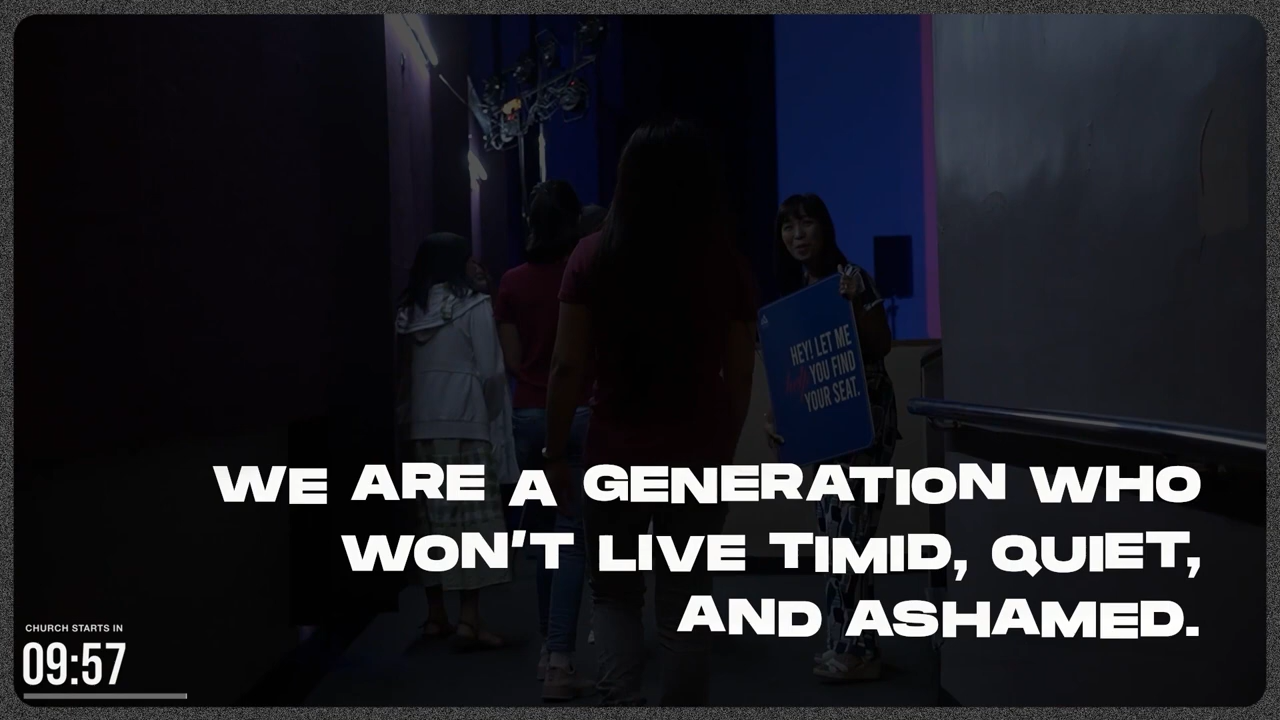 HEY! LET ME
help YOU FIND
YOUR SEAT.
WE ARE A GENERATION WHO
WON'T LIVE TIMID, QUIET,
AND ASHAMED.
CHURCH STARTS IN
09:57